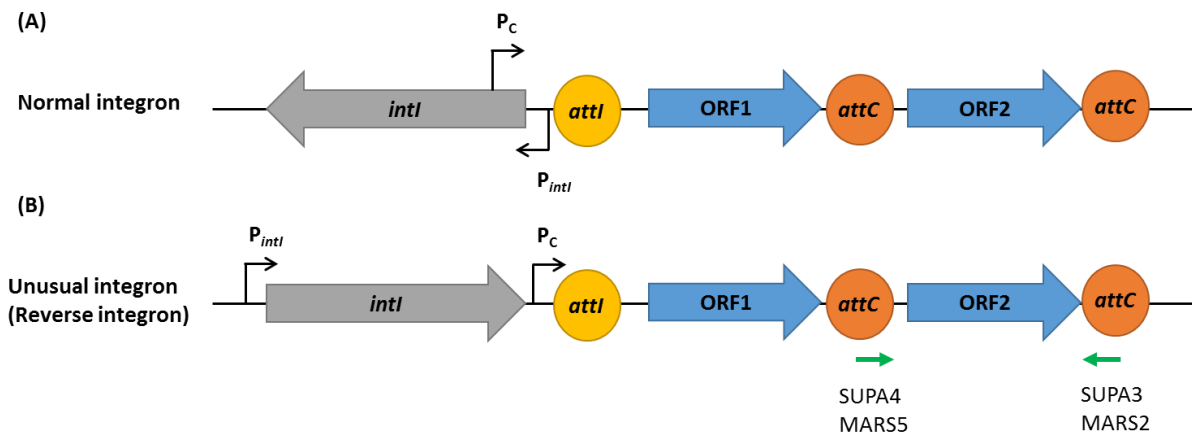 (A)
P_C
Normal integron
intI
attI
ORF1
attC
ORF2
attC
P_intI
(B)
P_intI
P_C
Unusual integron
(Reverse integron)
intI
attI
ORF1
attC
ORF2
attC
SUPA4
MARS5
SUPA3
MARS2